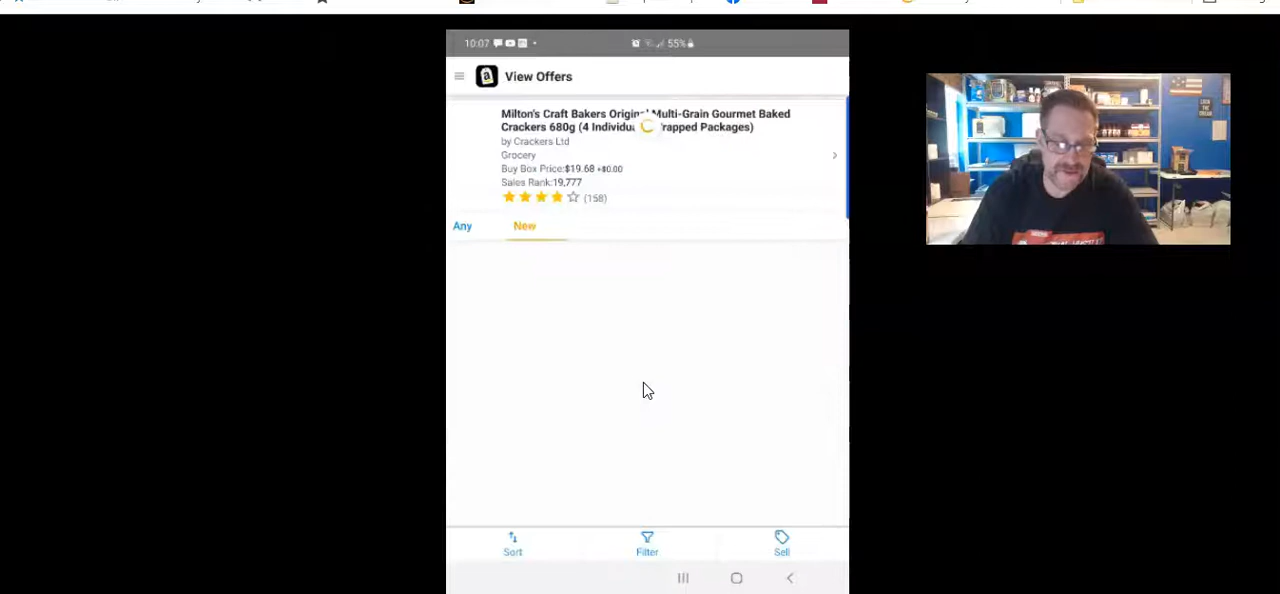 10:07
55%
View Offers
Milton's Craft Bakers Original Multi-Grain Gourmet Baked
Crackers 680g (4 Individua rapped Packages)
by Crackers Ltd
Grocery
Buy Box Price:$19.68 +$0.00
Sales Rank:19,777
(158)
Any New
Sort Filter Sell